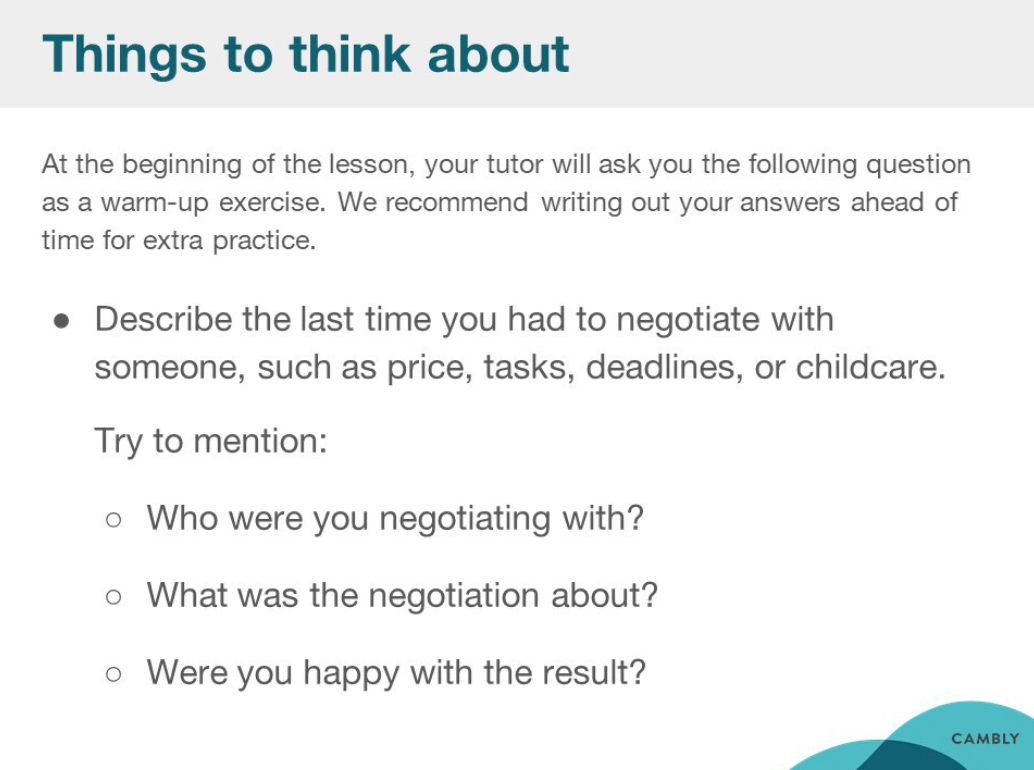 Things to think about
At the beginning of the lesson, your tutor will ask you the following question
as a warm-up exercise. We recommend writing out your answers ahead of
time for extra practice.
● Describe the last time you had to negotiate with
someone, such as price, tasks, deadlines, or childcare.
Try to mention:
○ Who were you negotiating with?
○ What was the negotiation about?
○ Were you happy with the result?
CAMBLY